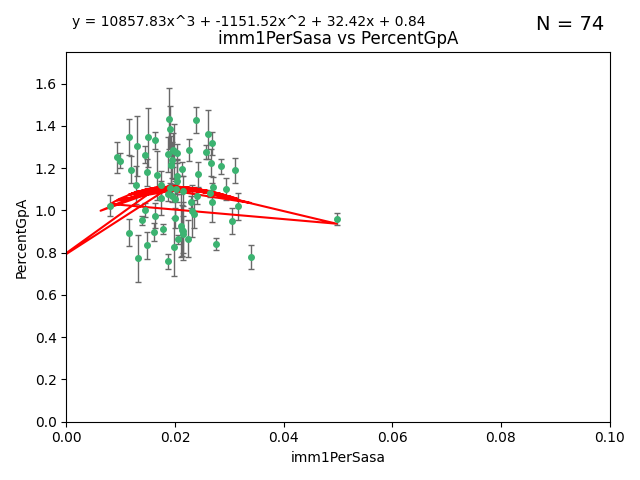 y = 10857.83x^3 + -1151.52x^2 + 32.42x + 0.84
N = 74
imm1PerSasa vs PercentGpA
PercentGpA
1.6
1.4
1.2
1.0
0.8
0.6
0.4
0.2
0.0
0.00 0.02 0.04 0.06 0.08 0.10
imm1PerSasa